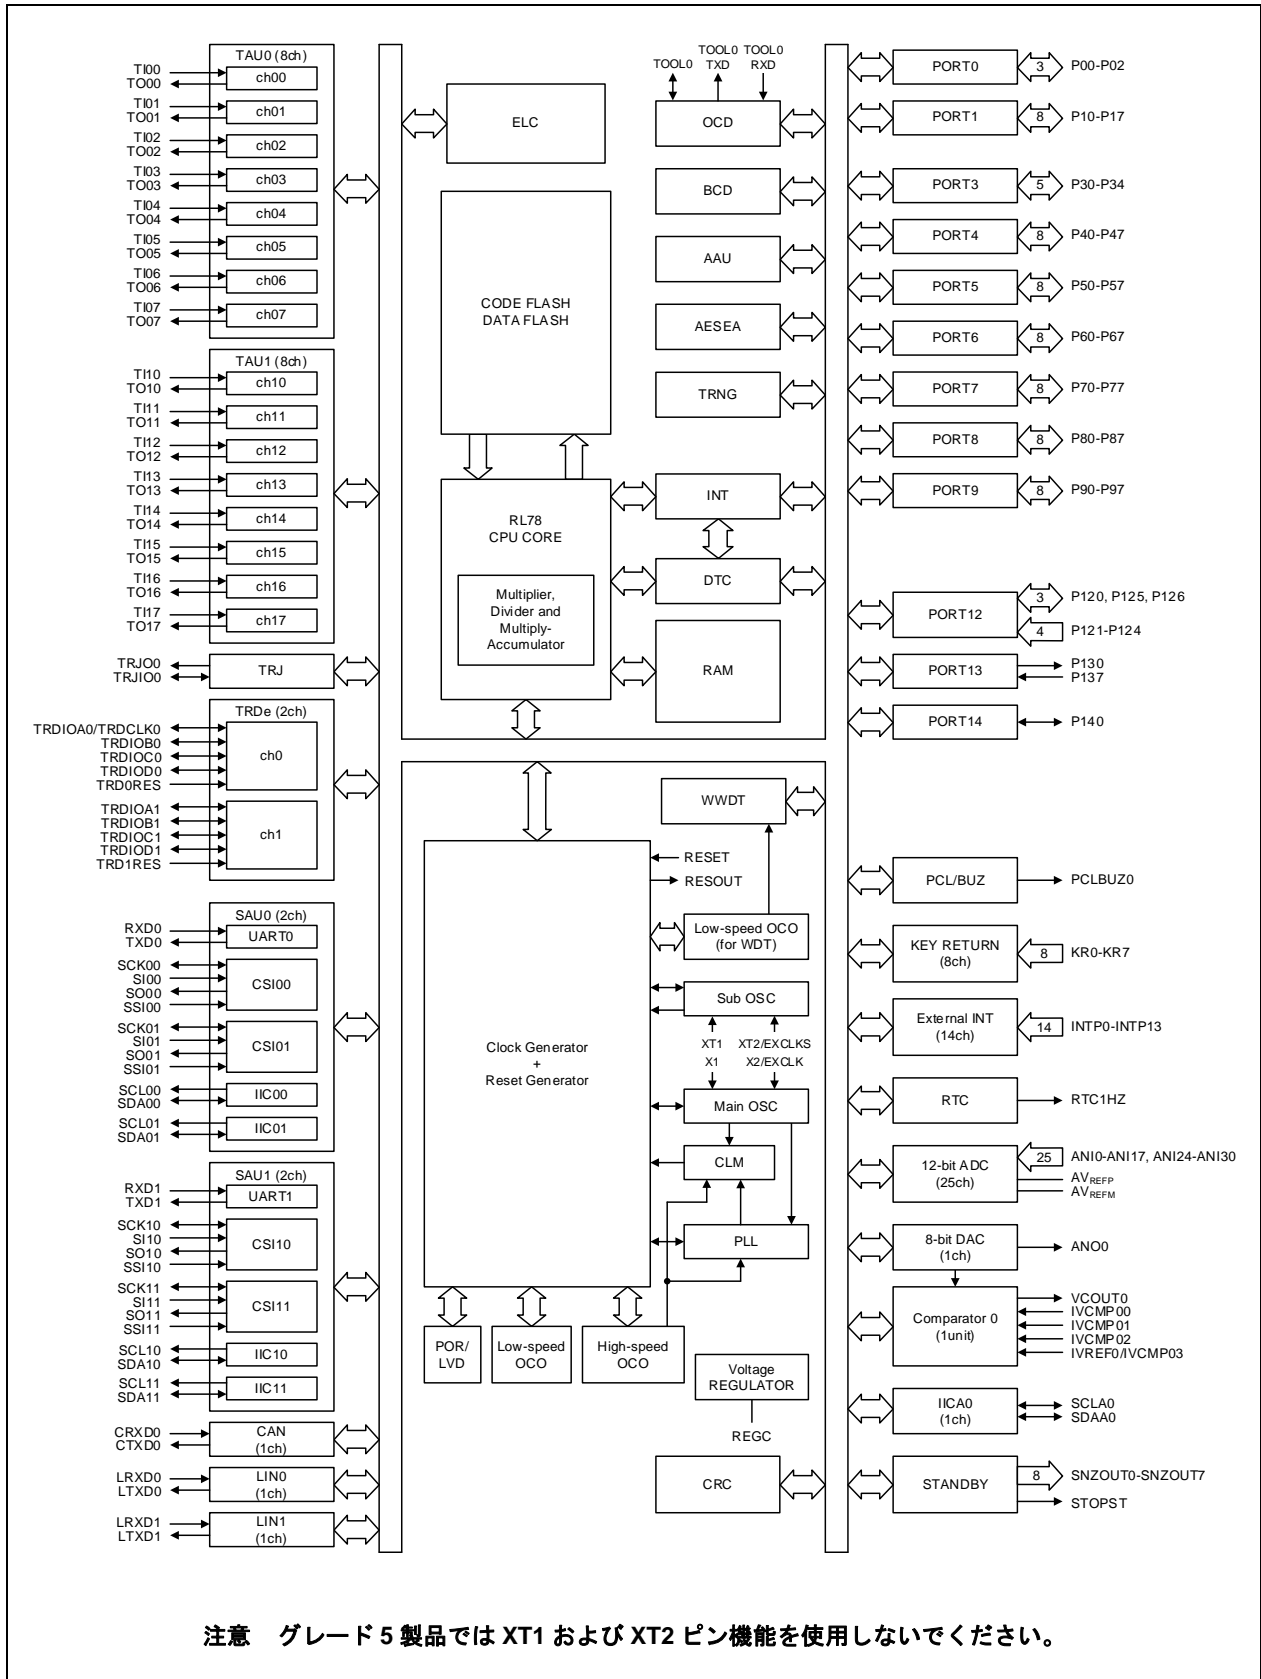 TAU0 (8ch)
TI00
TO00
ch00
TI01
TO01
ch01
TI02
TO02
ch02
TI03
TO03
ch03
TI04
TO04
ch04
TI05
TO05
ch05
TI06
TO06
ch06
TI07
TO07
ch07
TAU1 (8ch)
TI10
TO10
ch10
TI11
TO11
ch11
TI12
TO12
ch12
TI13
TO13
ch13
TI14
TO14
ch14
TI15
TO15
ch15
TI16
TO16
ch16
TI17
TO17
ch17
TRJO0
TRJIO0
TRJ
TRDe (2ch)
TRDIOA0/TRDCLK0
TRDIOB0
TRDIOC0
TRDIOD0
TRD0RES
ch0
TRDIOA1
TRDIOB1
TRDIOC1
TRDIOD1
TRD1RES
ch1
SAU0 (2ch)
RXD0
TXD0
UART0
SCK00
SI00
SO00
SSI00
CSI00
SCK01
SI01
SO01
SSI01
CSI01
SCL00
SDA00
IIC00
SCL01
SDA01
IIC01
SAU1 (2ch)
RXD1
TXD1
UART1
SCK10
SI10
SO10
SSI10
CSI10
SCK11
SI11
SO11
SSI11
CSI11
SCL10
SDA10
IIC10
SCL11
SDA11
IIC11
CRXD0
CTXD0
CAN
(1ch)
LRXD0
LTXD0
LIN0
(1ch)
LRXD1
LTXD1
LIN1
(1ch)
ELC
CODE FLASH
DATA FLASH
RL78
CPU CORE
Multiplier,
Divider and
Multiply-
Accumulator
TOOL0
TOOL0
TXD
TOOL0
RXD
OCD
BCD
AAU
AESEA
TRNG
INT
DTC
RAM
WWDT
Clock Generator
+
Reset Generator
RESET
RESOUT
Low-speed OCO
(for WDT)
Sub OSC
XT1
XT2/EXCLKS
X1
X2/EXCLK
Main OSC
CLM
PLL
POR/
LVD
Low-speed
OCO
High-speed
OCO
Voltage
REGULATOR
REGC
CRC
PORT0
3
P00-P02
PORT1
8
P10-P17
PORT3
5
P30-P34
PORT4
8
P40-P47
PORT5
8
P50-P57
PORT6
8
P60-P67
PORT7
8
P70-P77
PORT8
8
P80-P87
PORT9
8
P90-P97
PORT12
3
P120, P125, P126
4
P121-P124
PORT13
P130
P137
PORT14
P140
PCL/BUZ
PCLBUZ0
KEY RETURN
(8ch)
8
KR0-KR7
External INT
(14ch)
14
INTP0-INTP13
RTC
RTC1HZ
12-bit ADC
(25ch)
25
ANI0-ANI17, ANI24-ANI30
AVREFP
AVREFM
8-bit DAC
(1ch)
ANO0
Comparator 0
(1unit)
VCOUT0
IVCMP00
IVCMP01
IVCMP02
IVREF0/IVCMP03
IICA0
(1ch)
SCLA0
SDAA0
STANDBY
8
SNZOUT0-SNZOUT7
STOPST
注意 グレード 5 製品では XT1 および XT2 ピン機能を使用しないでください。